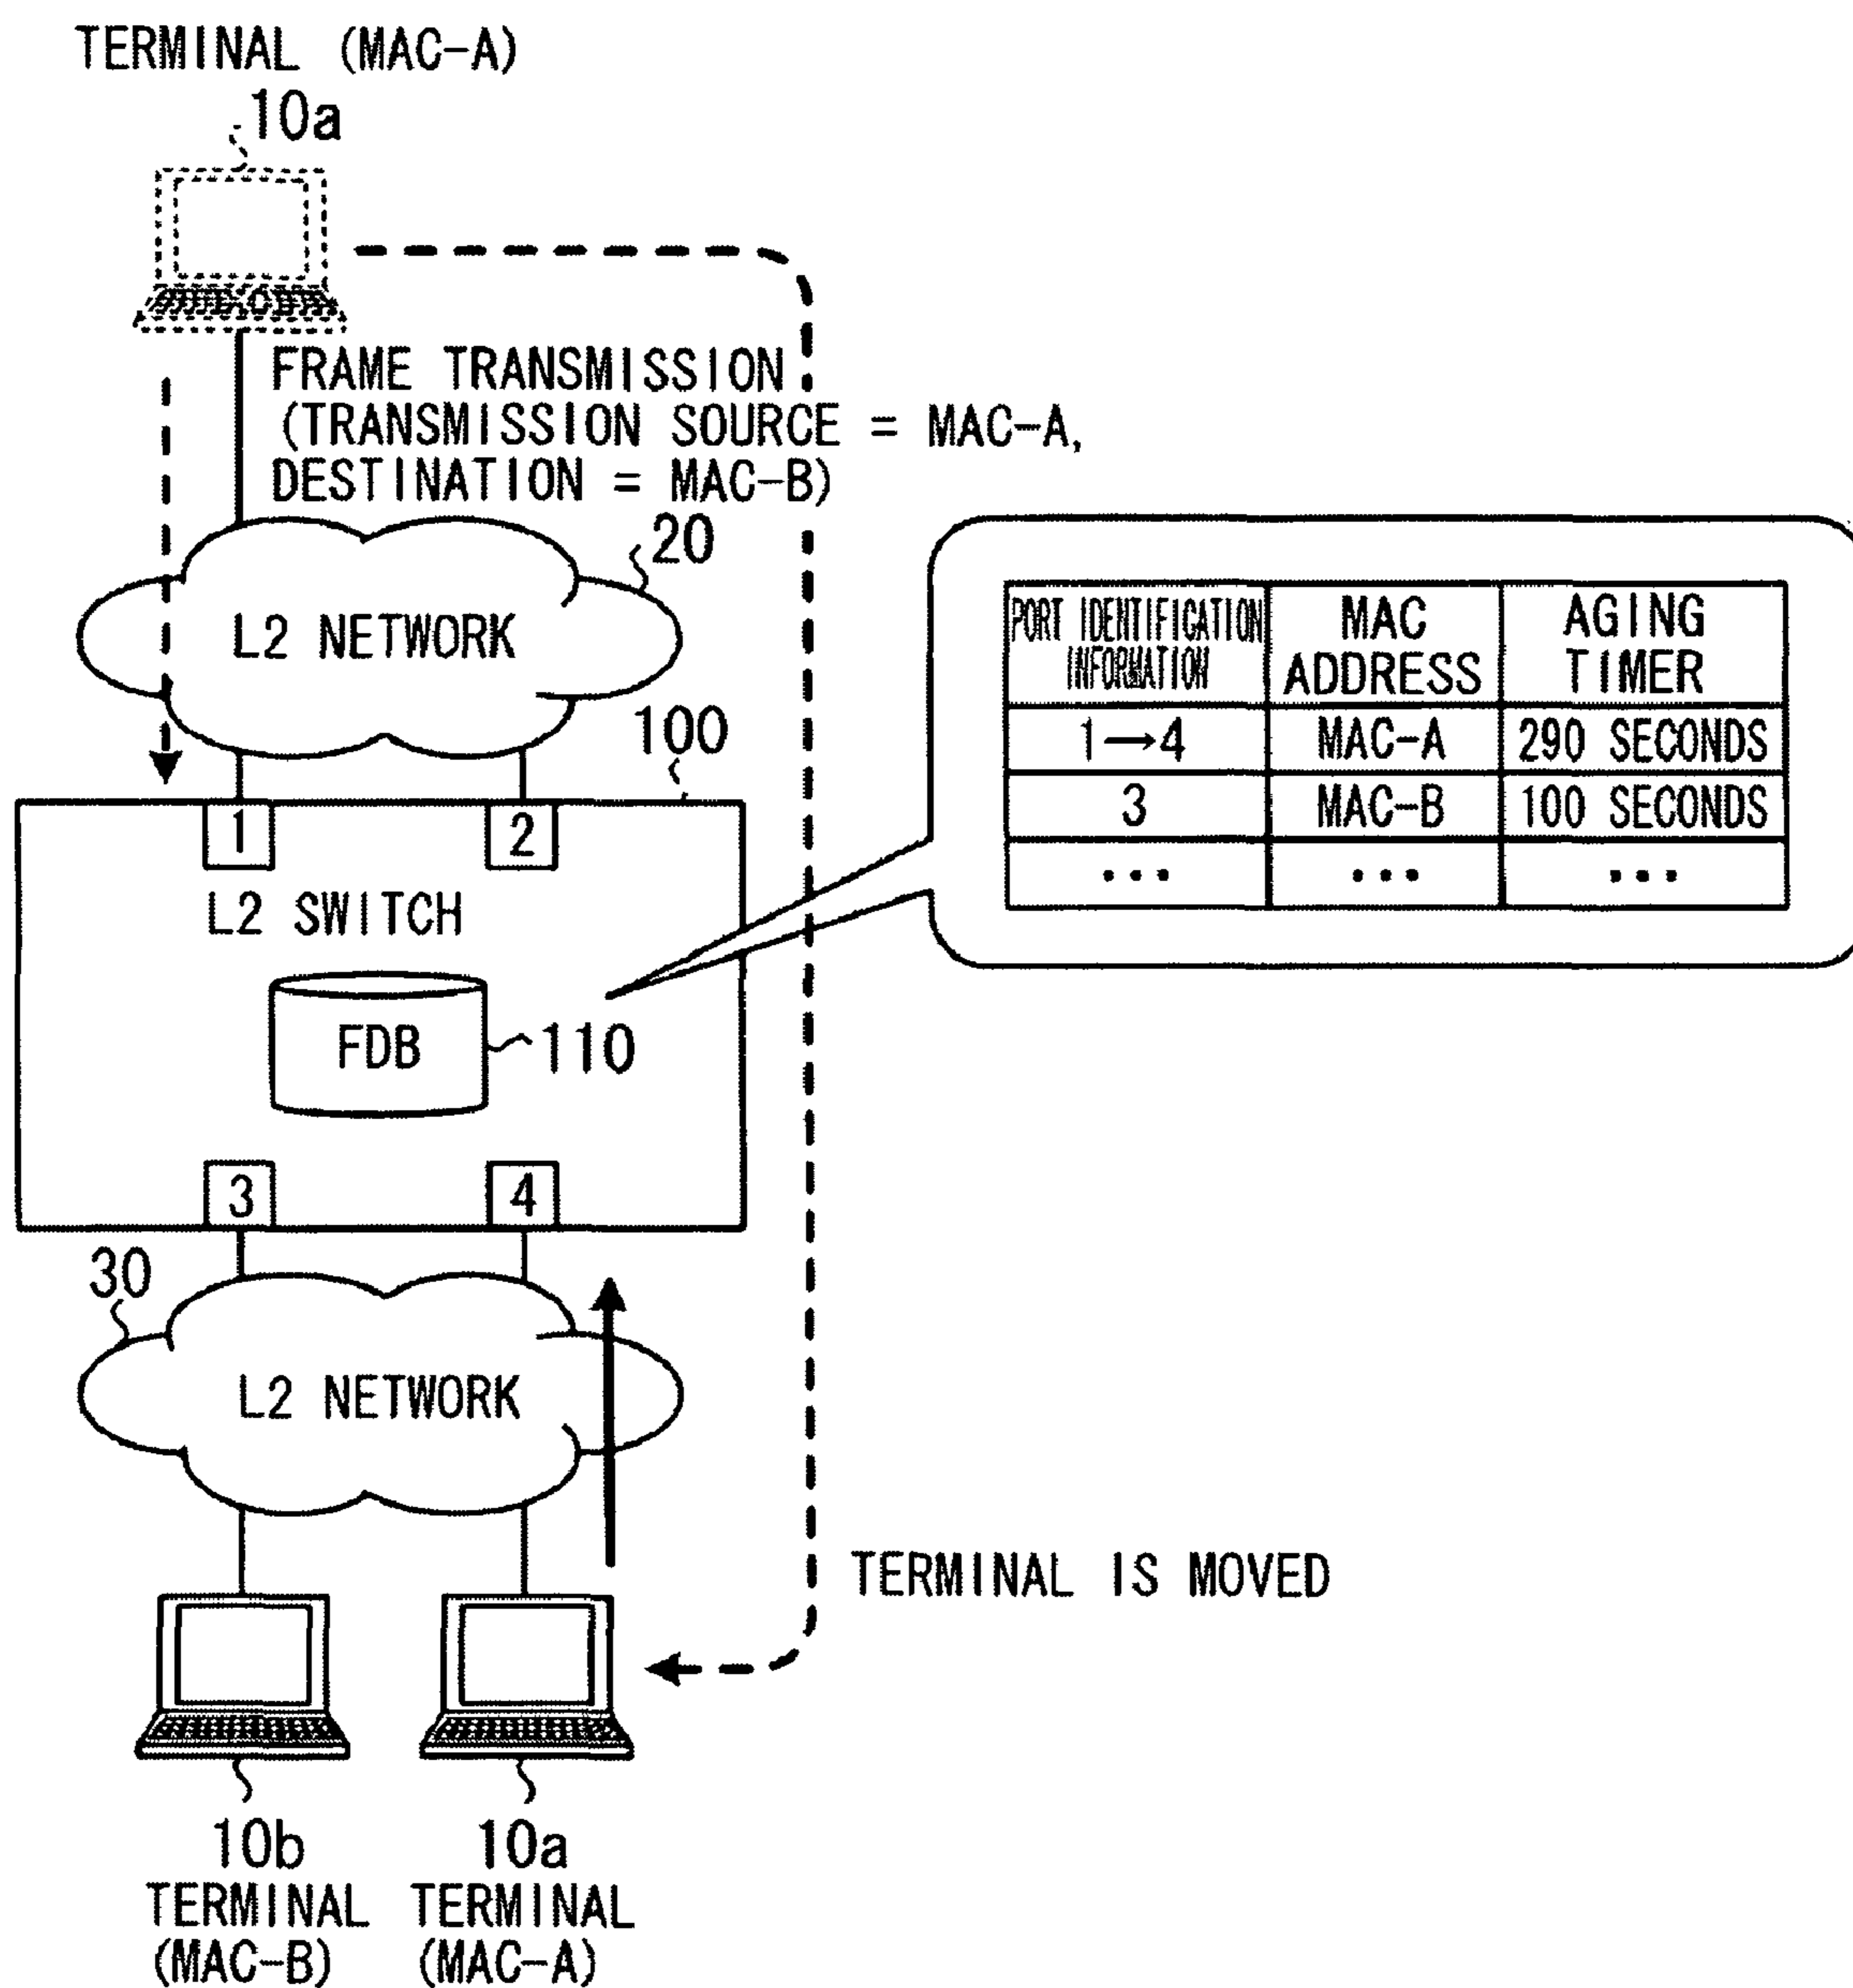 TERMINAL (MAC-A)
10a
FRAME TRANSMISSION
(TRANSMISSION SOURCE = MAC-A,
DESTINATION = MAC-B)
20
L2 NETWORK
100
1
2
L2 SWITCH
FDB
110
3
4
PORT IDENTIFICATION INFORMATION
MAC ADDRESS
AGING TIMER
1→4 MAC-A 290 SECONDS
3 MAC-B 100 SECONDS
... ... ...
30
L2 NETWORK
TERMINAL IS MOVED
10b
TERMINAL
(MAC-B)
10a
TERMINAL
(MAC-A)